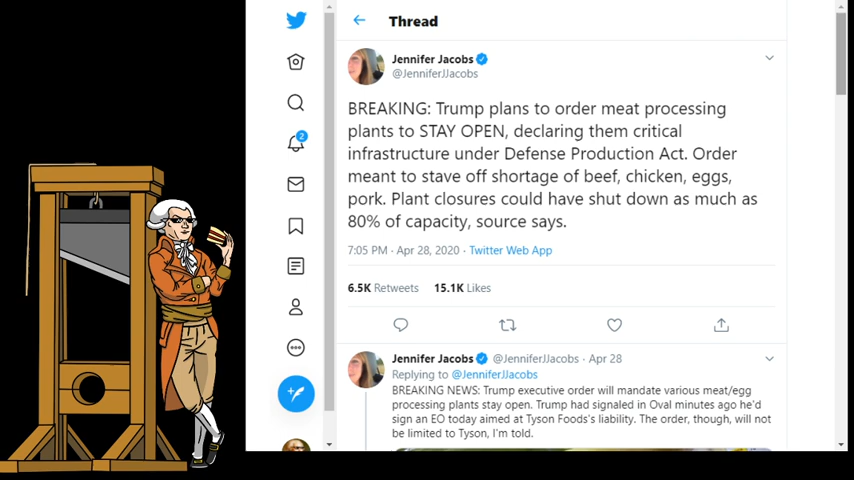 Thread
Jennifer Jacobs
@JenniferJJacobs
BREAKING: Trump plans to order meat processing
plants to STAY OPEN, declaring them critical
infrastructure under Defense Production Act. Order
meant to stave off shortage of beef, chicken, eggs,
pork. Plant closures could have shut down as much as
80% of capacity, source says.
7:05 PM · Apr 28, 2020 · Twitter Web App
6.5K Retweets 15.1K Likes
2
Jennifer Jacobs @JenniferJJacobs · Apr 28
Replying to @JenniferJJacobs
BREAKING NEWS: Trump executive order will mandate various meat/egg
processing plants stay open. Trump had signaled in Oval minutes ago he'd
sign an EO today aimed at Tyson Foods's liability. The order, though, will not
be limited to Tyson, I'm told.